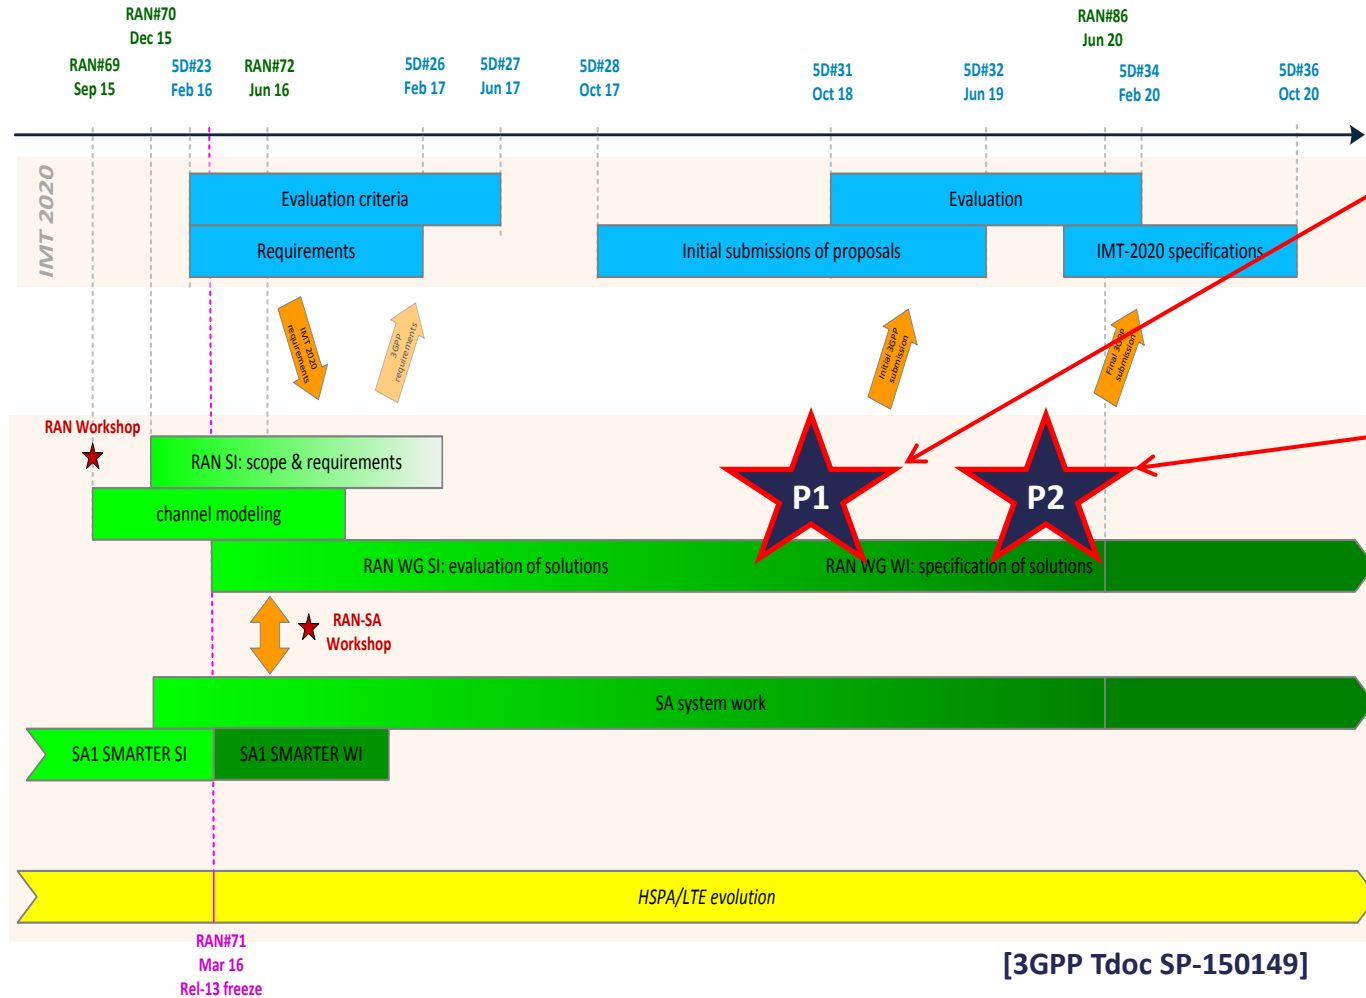 RAN#70
Dec 15
RAN#86
Jun 20
RAN#69
Sep 15
5D#23
Feb 16
RAN#72
Jun 16
5D#26
Feb 17
5D#27
Jun 17
5D#28
Oct 17
5D#31
Oct 18
5D#32
Jun 19
5D#34
Feb 20
5D#36
Oct 20
IMT 2020
Evaluation criteria
Evaluation
Requirements
Initial submissions of proposals
IMT-2020 specifications
IMT 2020
requirements
3GPP
requirements
Initial 3GPP
submission
Final 3GPP
submission
RAN Workshop
RAN SI: scope & requirements
P1
P2
channel modeling
RAN WG SI: evaluation of solutions
RAN WG WI: specification of solutions
RAN-SA
Workshop
SA system work
SA1 SMARTER SI
SA1 SMARTER WI
HSPA/LTE evolution
RAN#71
Mar 16
Rel-13 freeze
[3GPP Tdoc SP-150149]